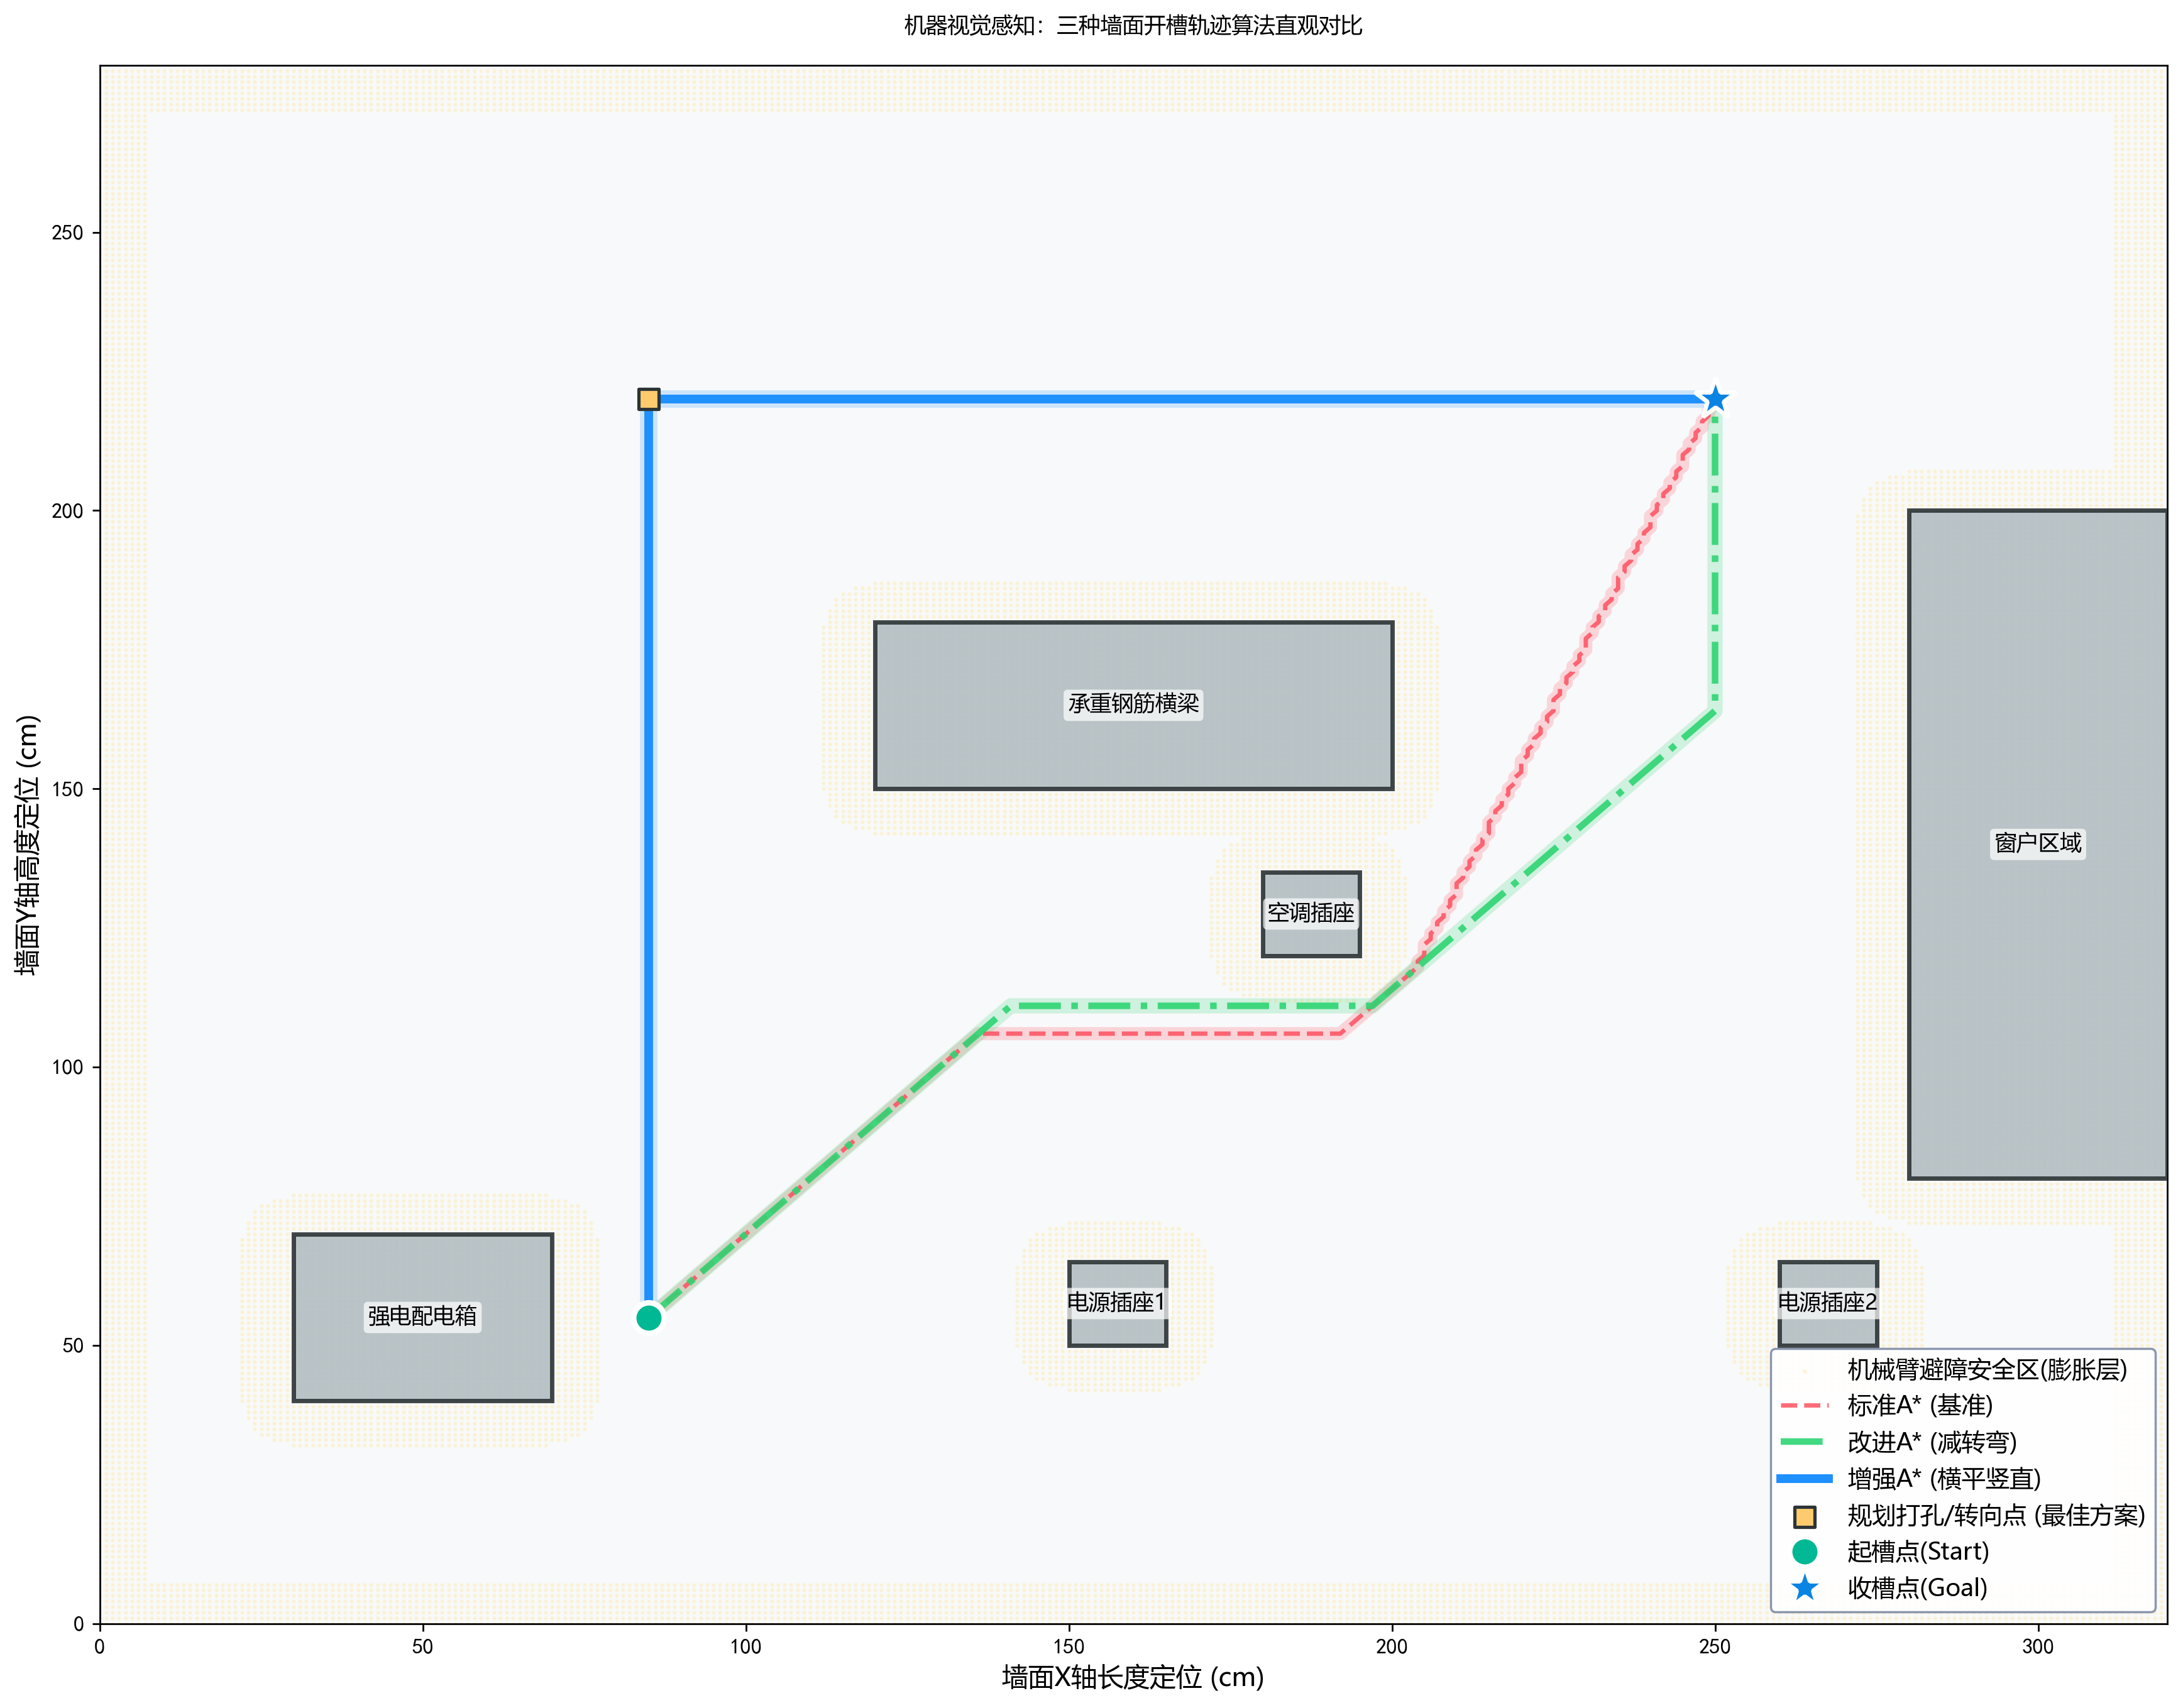 机器视觉感知：三种墙面开槽轨迹算法直观对比
墙面Y轴高度定位 (cm)
250
200
150
100
50
0
承重钢筋横梁
空调插座
窗户区域
强电配电箱
电源插座1
电源插座2
机械臂避障安全区(膨胀层)
标准A* (基准)
改进A* (减转弯)
增强A* (横平竖直)
规划打孔/转向点 (最佳方案)
起槽点(Start)
收槽点(Goal)
0
50
100
150
200
250
300
墙面X轴长度定位 (cm)